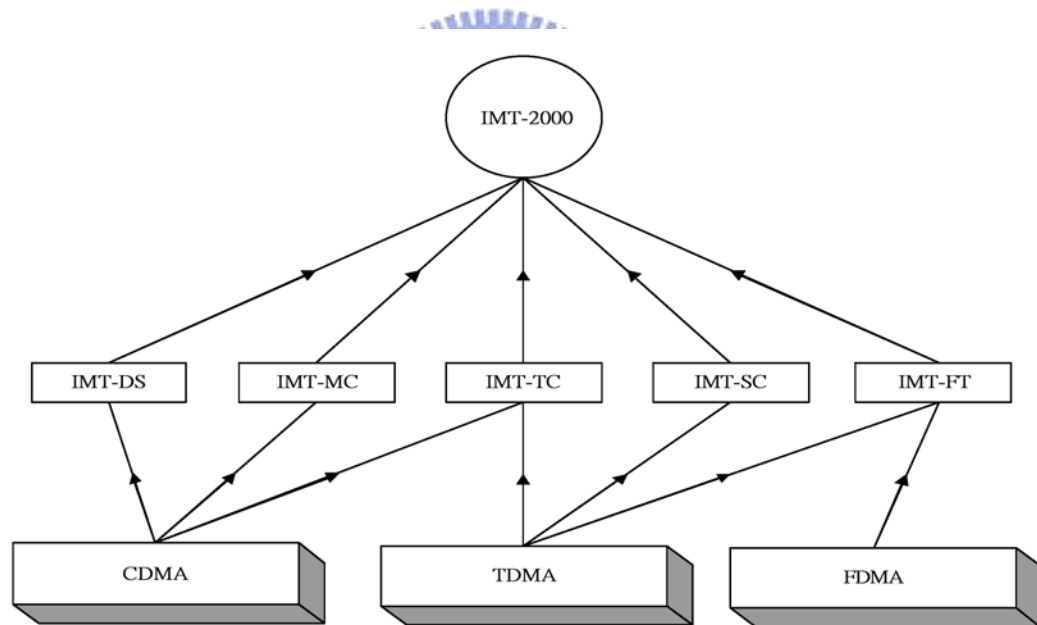 IMT-2000
IMT-DS
IMT-MC
IMT-TC
IMT-SC
IMT-FT
CDMA
TDMA
FDMA